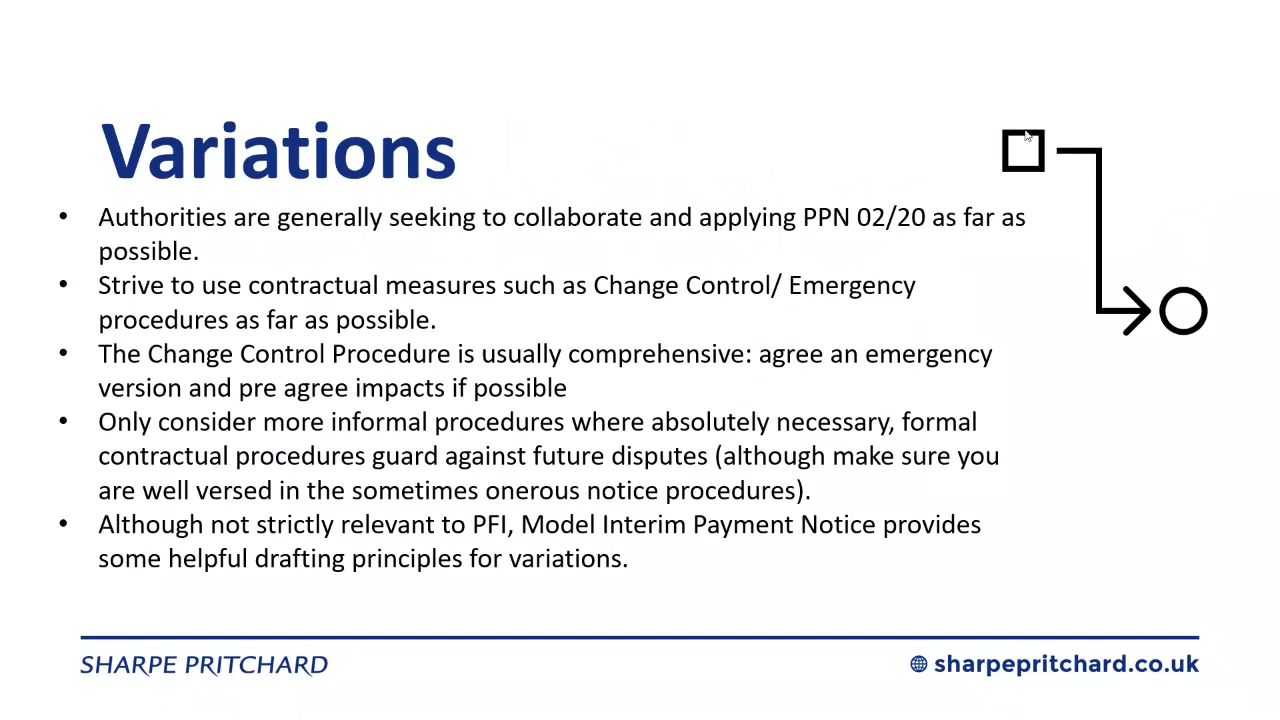 Variations
• Authorities are generally seeking to collaborate and applying PPN 02/20 as far as
possible.
• Strive to use contractual measures such as Change Control/ Emergency
procedures as far as possible.
• The Change Control Procedure is usually comprehensive: agree an emergency
version and pre agree impacts if possible
• Only consider more informal procedures where absolutely necessary, formal
contractual procedures guard against future disputes (although make sure you
are well versed in the sometimes onerous notice procedures).
• Although not strictly relevant to PFI, Model Interim Payment Notice provides
some helpful drafting principles for variations.
SHARPE PRITCHARD
sharpepritchard.co.uk